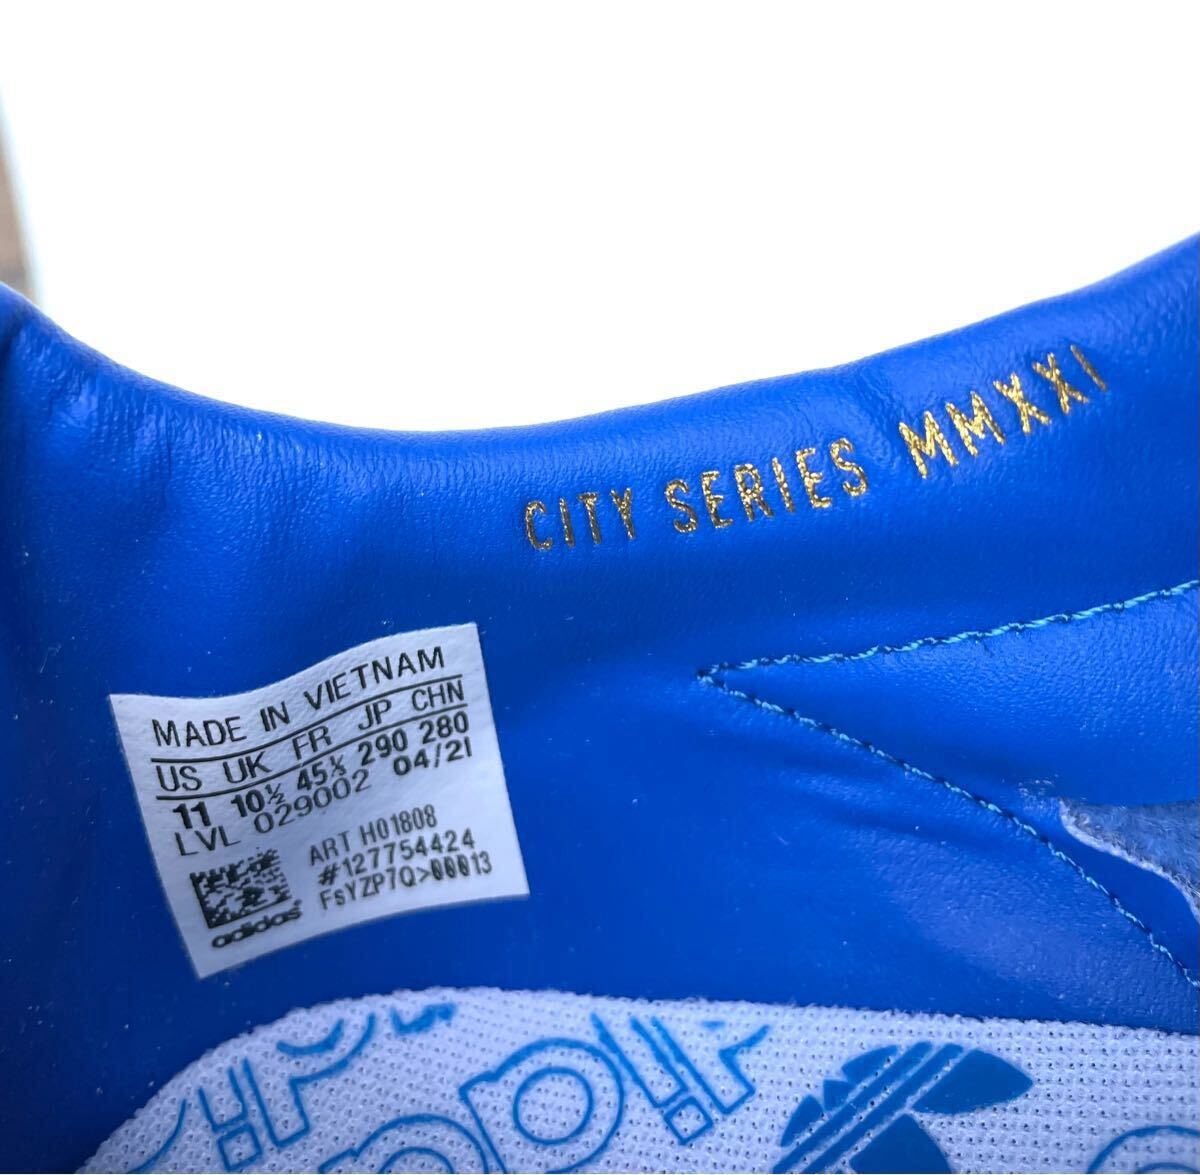 CITY SERIES MMXXI
MADE IN VIETNAM
US UK FR JP CHN
11 10½ 45⅓ 290 280
LVL 029002 04/21
ART H01808
#127754424
FsYZP7Q>00013
adidas